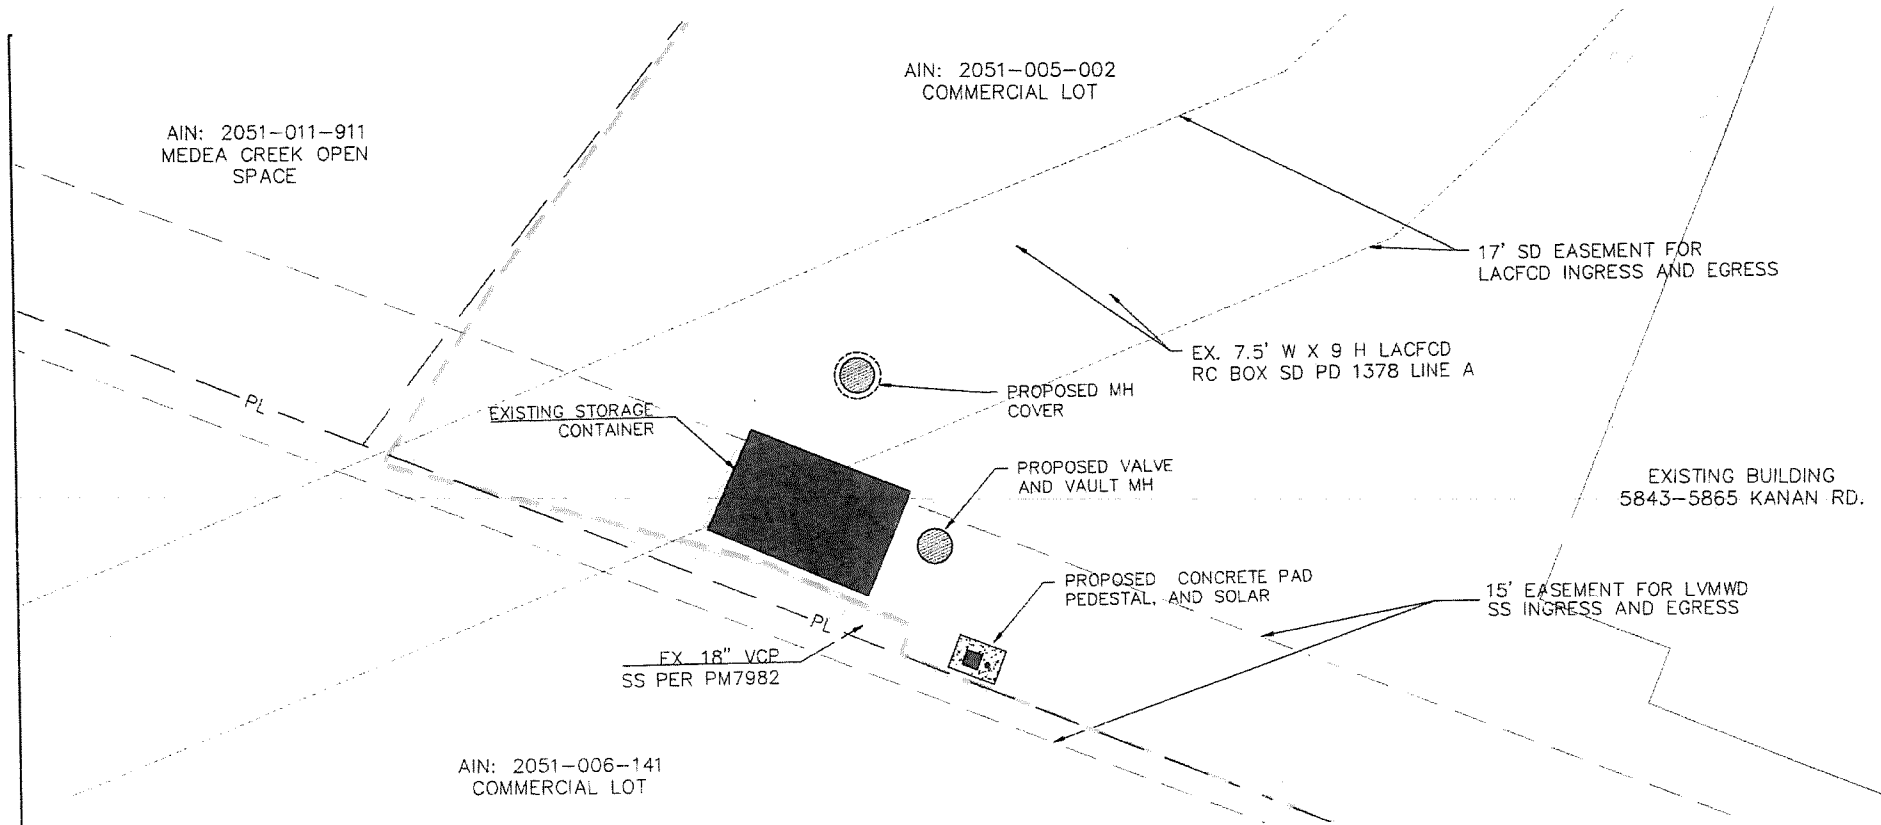 AIN: 2051-005-002
COMMERCIAL LOT
AIN: 2051-011-911
MEDEA CREEK OPEN
SPACE
17' SD EASEMENT FOR
LACFCD INGRESS AND EGRESS
EX. 7.5' W X 9 H LACFCD
RC BOX SD PD 1378 LINE A
PROPOSED MH
COVER
PL
EXISTING STORAGE
CONTAINER
PROPOSED VALVE
AND VAULT MH
EXISTING BUILDING
5843-5865 KANAN RD.
PROPOSED CONCRETE PAD
PEDESTAL, AND SOLAR
15' EASEMENT FOR LVMWD
SS INGRESS AND EGRESS
PL
EX. 18" VCP
SS PER PM7982
AIN: 2051-006-141
COMMERCIAL LOT